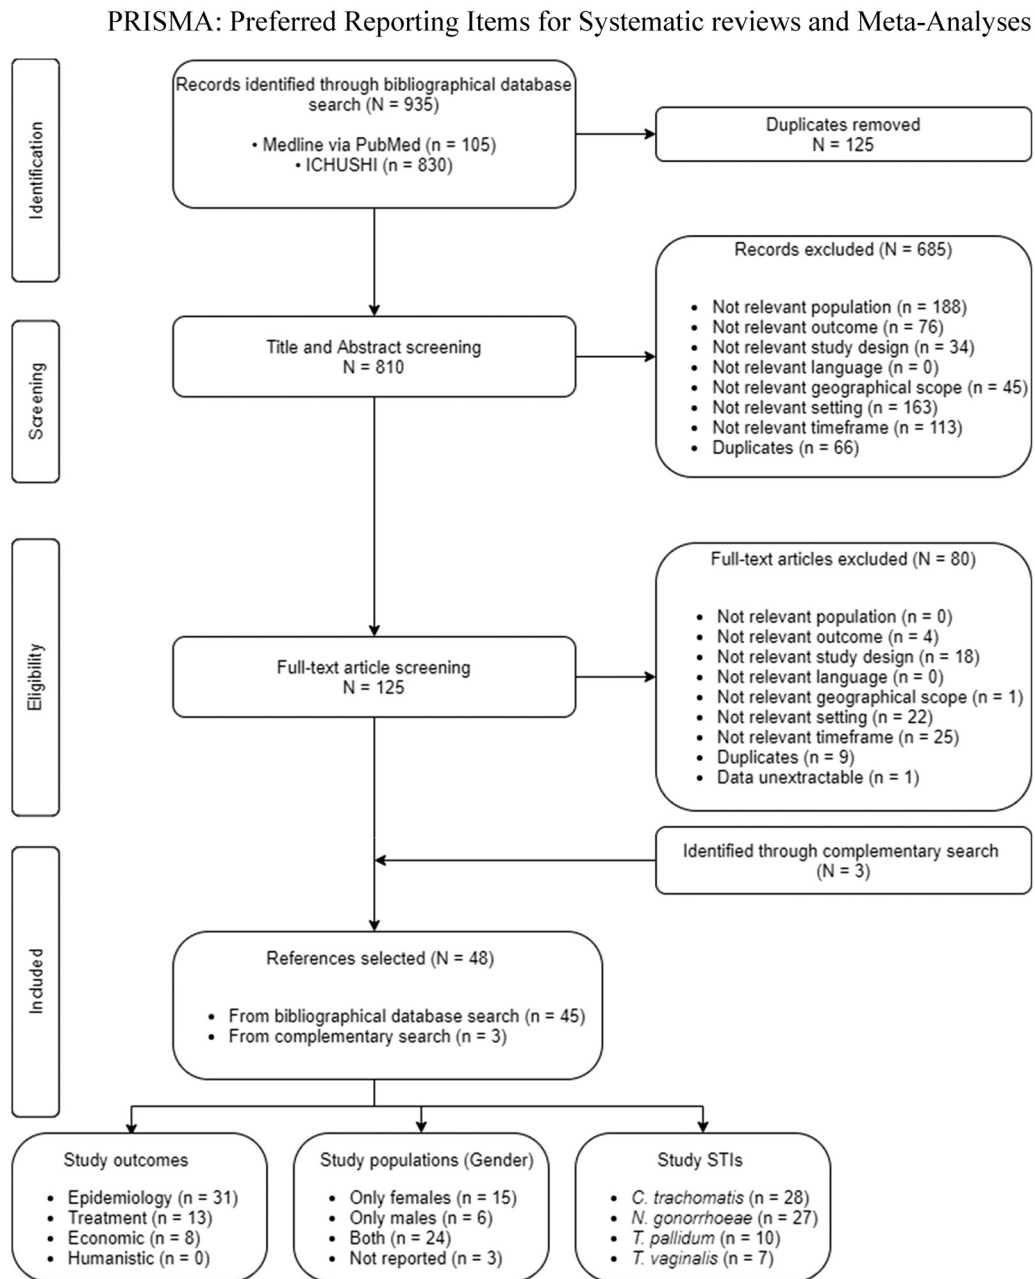 PRISMA: Preferred Reporting Items for Systematic reviews and Meta-Analyses
Identification
Records identified through bibliographical database
search (N = 935)
• Medline via PubMed (n = 105)
• ICHUSHI (n = 830)
Duplicates removed
N = 125
Screening
Title and Abstract screening
N = 810
Records excluded (N = 685)
• Not relevant population (n = 188)
• Not relevant outcome (n = 76)
• Not relevant study design (n = 34)
• Not relevant language (n = 0)
• Not relevant geographical scope (n = 45)
• Not relevant setting (n = 163)
• Not relevant timeframe (n = 113)
• Duplicates (n = 66)
Eligibility
Full-text article screening
N = 125
Full-text articles excluded (N = 80)
• Not relevant population (n = 0)
• Not relevant outcome (n = 4)
• Not relevant study design (n = 18)
• Not relevant language (n = 0)
• Not relevant geographical scope (n = 1)
• Not relevant setting (n = 22)
• Not relevant timeframe (n = 25)
• Duplicates (n = 9)
• Data unextractable (n = 1)
Identified through complementary search
(N = 3)
Included
References selected (N = 48)
• From bibliographical database search (n = 45)
• From complementary search (n = 3)
Study outcomes
• Epidemiology (n = 31)
• Treatment (n = 13)
• Economic (n = 8)
• Humanistic (n = 0)
Study populations (Gender)
• Only females (n = 15)
• Only males (n = 6)
• Both (n = 24)
• Not reported (n = 3)
Study STIs
• C. trachomatis (n = 28)
• N. gonorrhoeae (n = 27)
• T. pallidum (n = 10)
• T. vaginalis (n = 7)